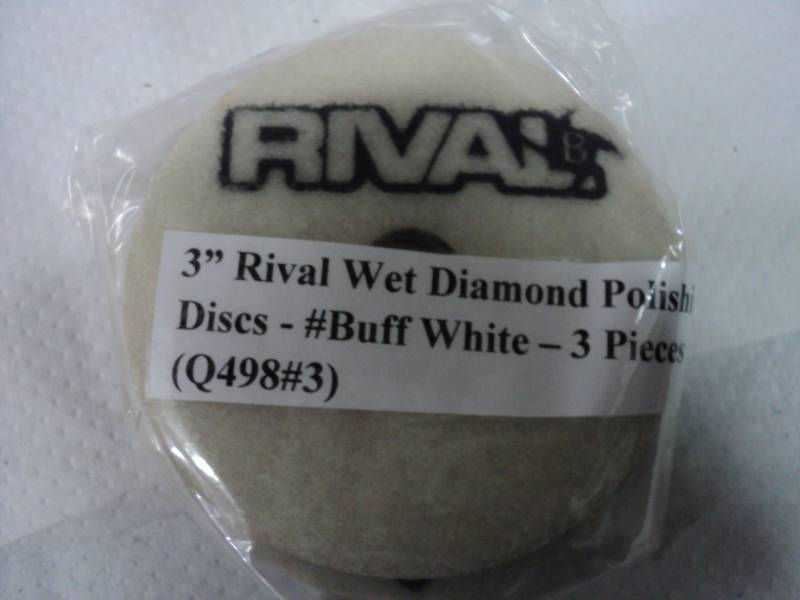 RIVAL
B
3” Rival Wet Diamond Polishi
Discs - #Buff White – 3 Pieces
(Q498#3)